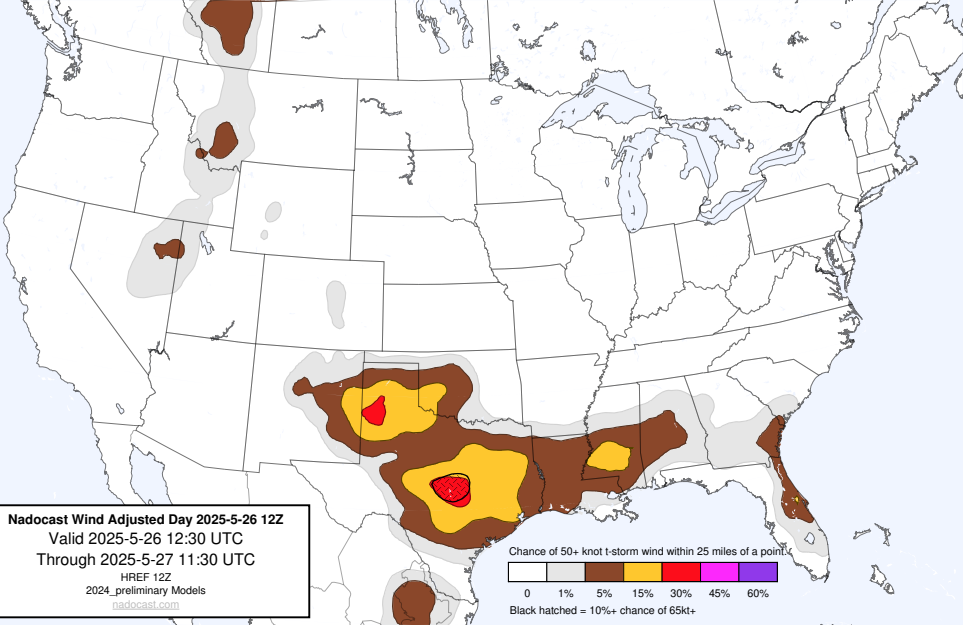 Nadocast Wind Adjusted Day 2025-5-26 12Z
Valid 2025-5-26 12:30 UTC
Through 2025-5-27 11:30 UTC
HREF 12Z
2024_preliminary Models
nadocast.com
Chance of 50+ knot t-storm wind within 25 miles of a point.
0 1% 5% 15% 30% 45% 60%
Black hatched = 10%+ chance of 65kt+